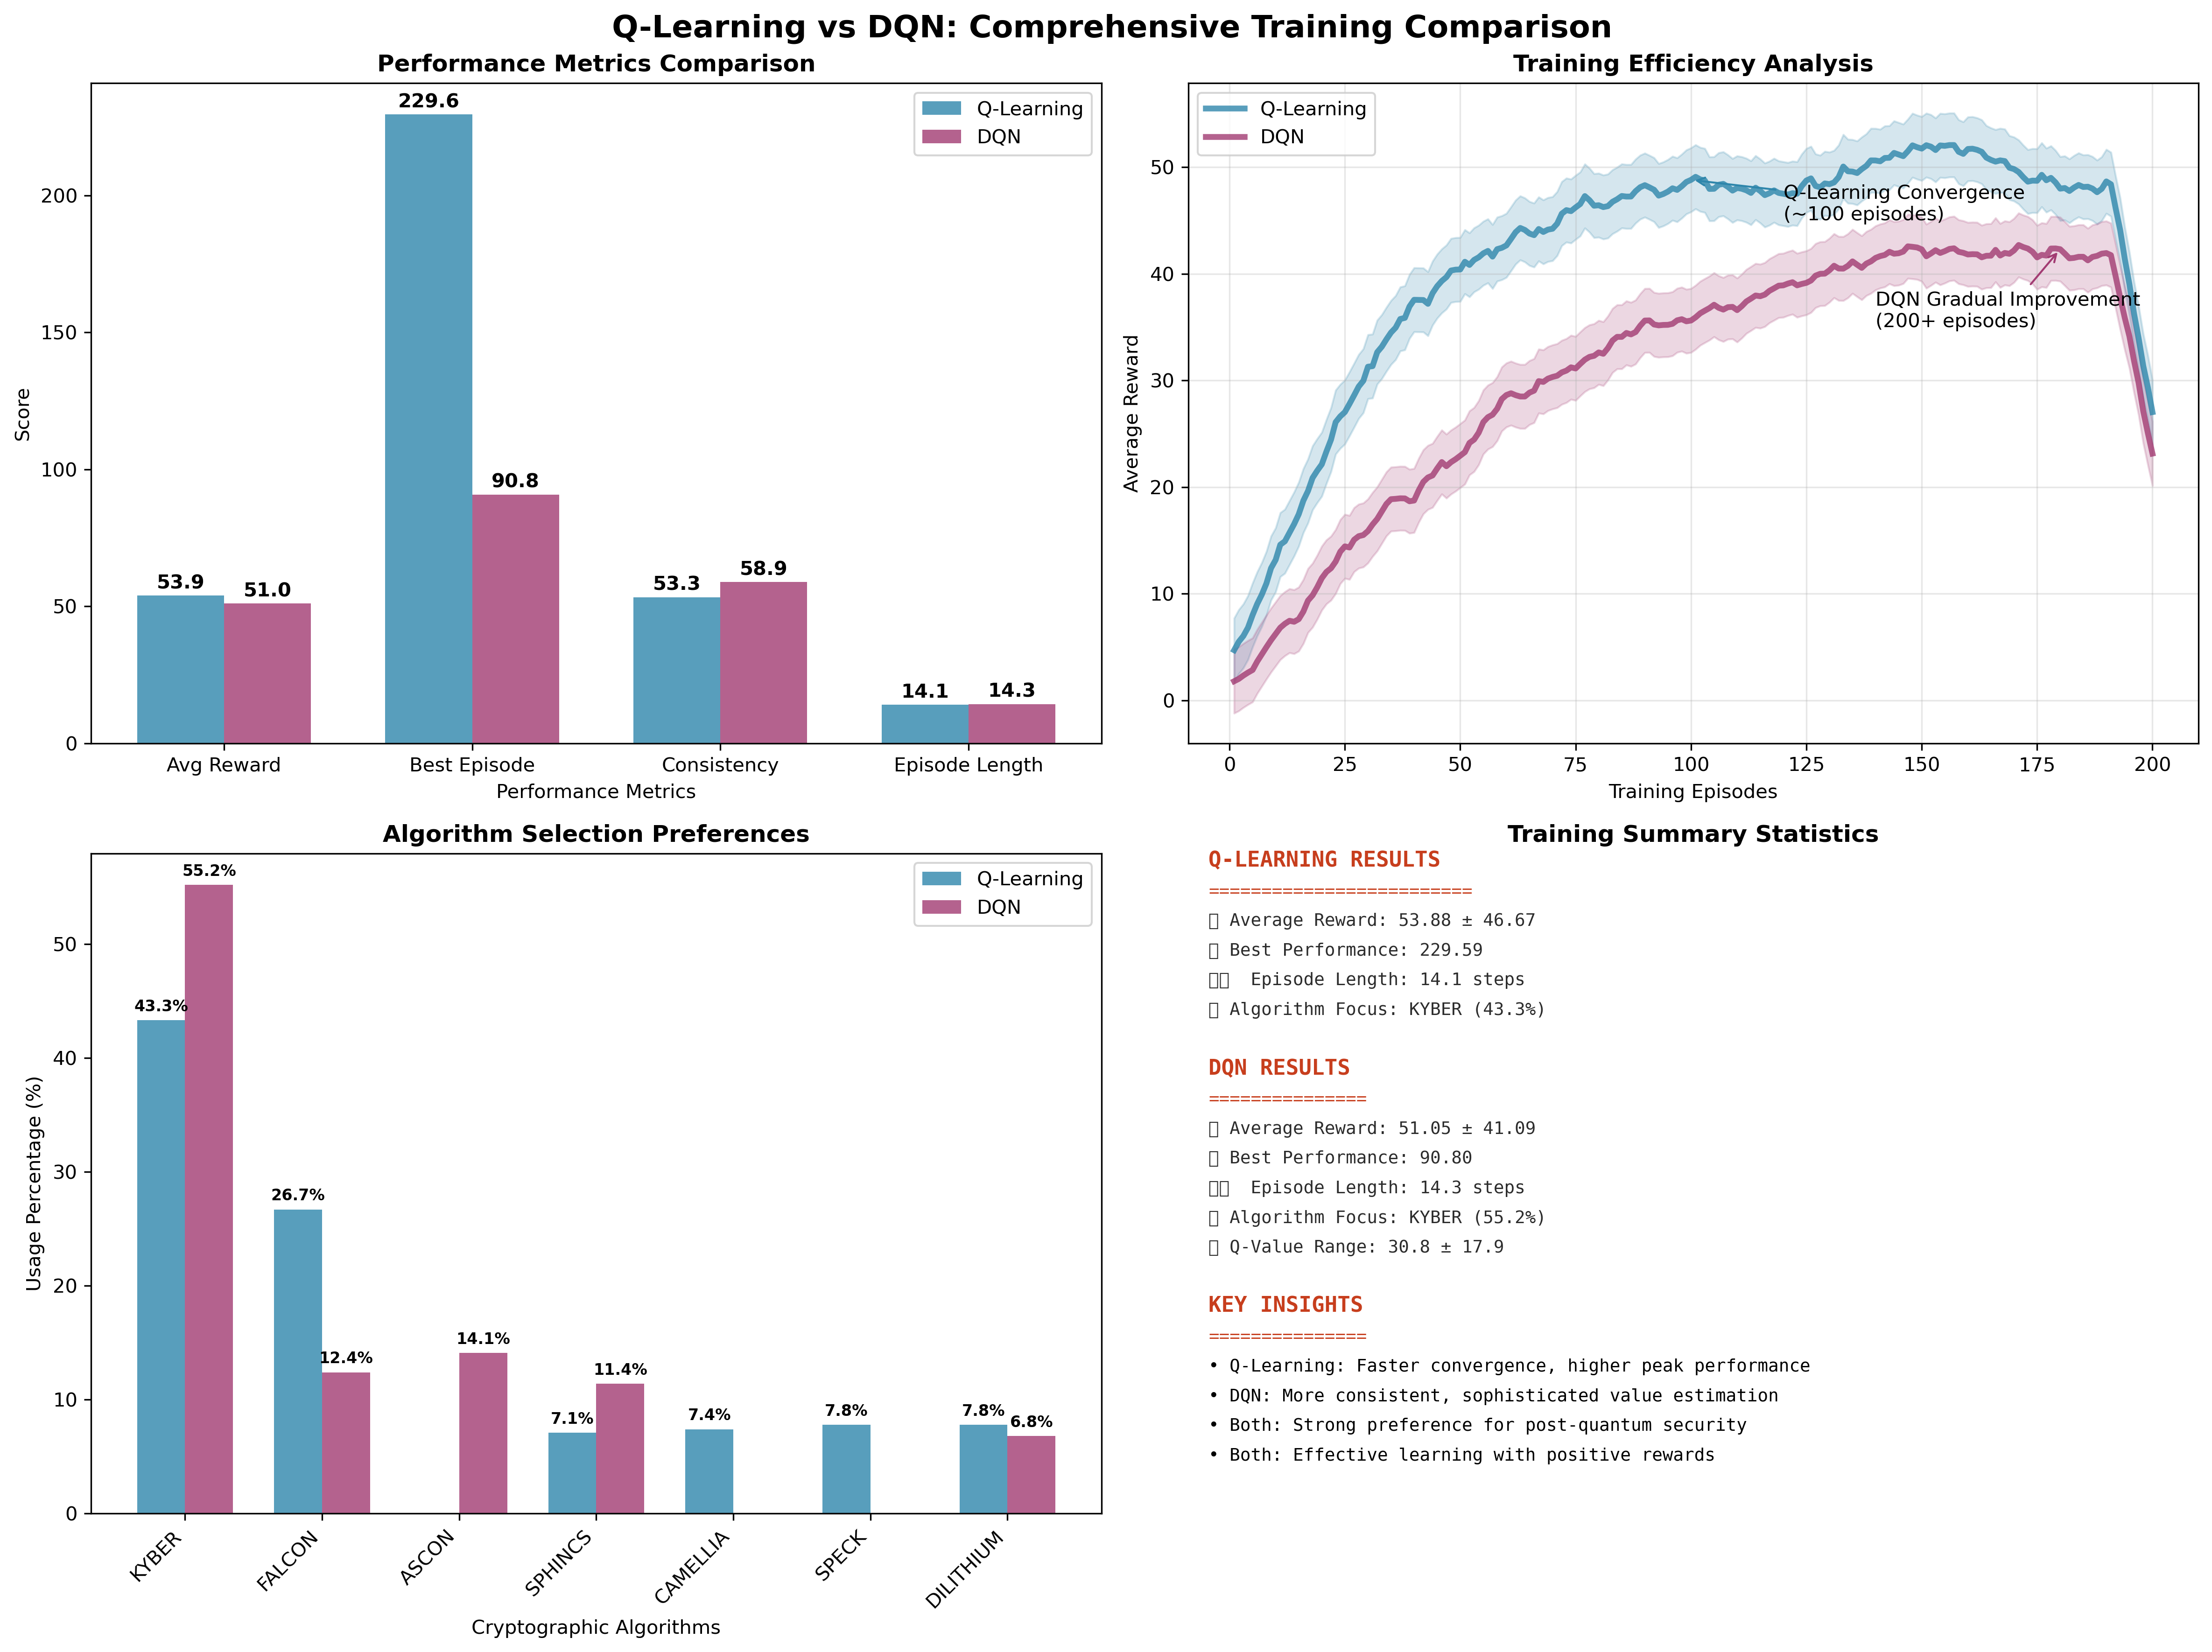 Q-Learning vs DQN: Comprehensive Training Comparison
Performance Metrics Comparison
Q-Learning
DQN
229.6
90.8
53.9
51.0
53.3
58.9
14.1
14.3
200
150
100
50
0
Score
Avg Reward
Best Episode
Consistency
Episode Length
Performance Metrics
Training Efficiency Analysis
Q-Learning
DQN
Q-Learning Convergence
(~100 episodes)
DQN Gradual Improvement
(200+ episodes)
50
40
30
20
10
0
Average Reward
0
25
50
75
100
125
150
175
200
Training Episodes
Algorithm Selection Preferences
Q-Learning
DQN
43.3%
55.2%
26.7%
12.4%
14.1%
7.1%
11.4%
7.4%
7.8%
7.8%
6.8%
50
40
30
20
10
0
Usage Percentage (%)
KYBER
FALCON
ASCON
SPHINCS
CAMELLIA
SPECK
DILITHIUM
Cryptographic Algorithms
Training Summary Statistics
Q-LEARNING RESULTS
=========================
Average Reward: 53.88 ± 46.67
Best Performance: 229.59
Episode Length: 14.1 steps
Algorithm Focus: KYBER (43.3%)
DQN RESULTS
===============
Average Reward: 51.05 ± 41.09
Best Performance: 90.80
Episode Length: 14.3 steps
Algorithm Focus: KYBER (55.2%)
Q-Value Range: 30.8 ± 17.9
KEY INSIGHTS
===============
• Q-Learning: Faster convergence, higher peak performance
• DQN: More consistent, sophisticated value estimation
• Both: Strong preference for post-quantum security
• Both: Effective learning with positive rewards